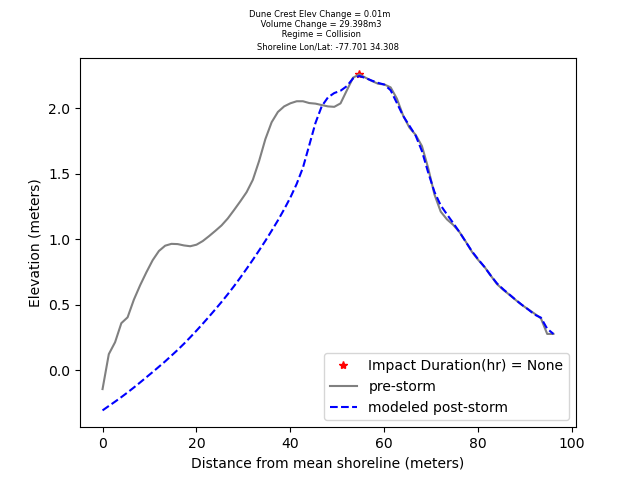 Dune Crest Elev Change = 0.01m
Volume Change = 29.398m3
Regime = Collision
Shoreline Lon/Lat: -77.701 34.308
2.0
1.5
1.0
0.5
0.0
Elevation (meters)
Impact Duration(hr) = None
pre-storm
modeled post-storm
0 20 40 60 80 100
Distance from mean shoreline (meters)